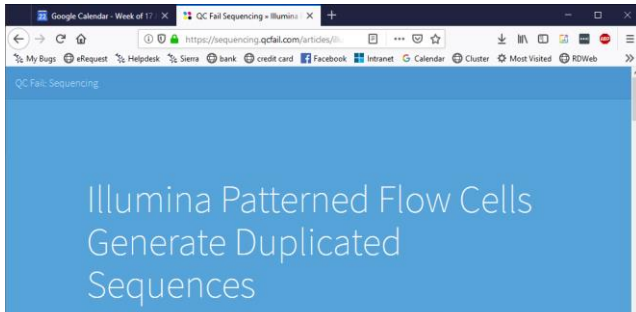 Google Calendar - Week of 17
QC Fail Sequencing » Illumina
https://sequencing.qcfail.com/articles/
My Bugs eRequest Helpdesk Sierra bank credit card Facebook Intranet Calendar Cluster Most Visited RDWeb
QC Fail: Sequencing
Illumina Patterned Flow Cells
Generate Duplicated
Sequences